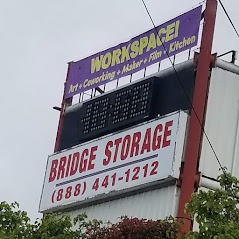 WORKSPACE!
Art + Coworking + Maker + Film + Kitchen
BRIDGE STORAGE
(888) 441-1212